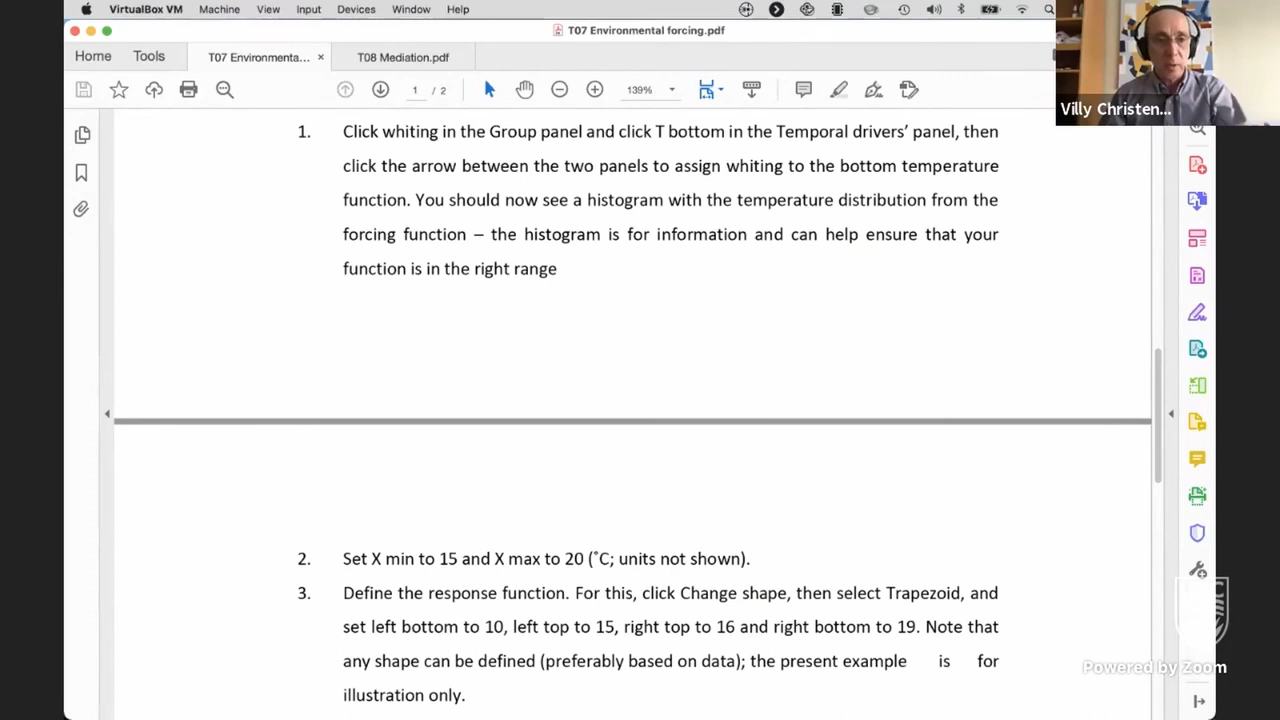 VirtualBox VM Machine View Input Devices Window Help
T07 Environmental forcing.pdf
Home Tools T07 Environmenta... × T08 Mediation.pdf
1 / 2 139%
Villy Christen...
1. Click whiting in the Group panel and click T bottom in the Temporal drivers’ panel, then
click the arrow between the two panels to assign whiting to the bottom temperature
function. You should now see a histogram with the temperature distribution from the
forcing function – the histogram is for information and can help ensure that your
function is in the right range
2. Set X min to 15 and X max to 20 (˚C; units not shown).
3. Define the response function. For this, click Change shape, then select Trapezoid, and
set left bottom to 10, left top to 15, right top to 16 and right bottom to 19. Note that
any shape can be defined (preferably based on data); the present example is for
illustration only.
Powered by Zoom